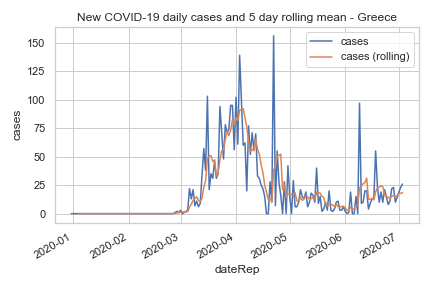 New COVID-19 daily cases and 5 day rolling mean - Greece
cases
cases (rolling)
150
125
100
75
50
25
0
cases
2020-01
2020-02
2020-03
2020-04
2020-05
2020-06
2020-07
dateRep